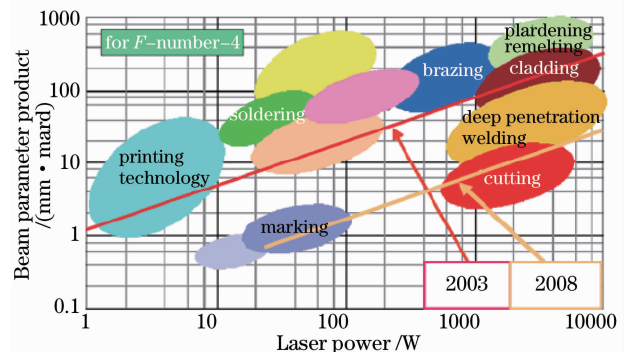 1000
100
10
1
0.1
Beam parameter product
/(mm · mard)
for F-number-4
plardening
remelting
brazing
cladding
soldering
deep penetration
welding
printing
technology
cutting
marking
2003
2008
1
10
100
1000
10000
Laser power /W